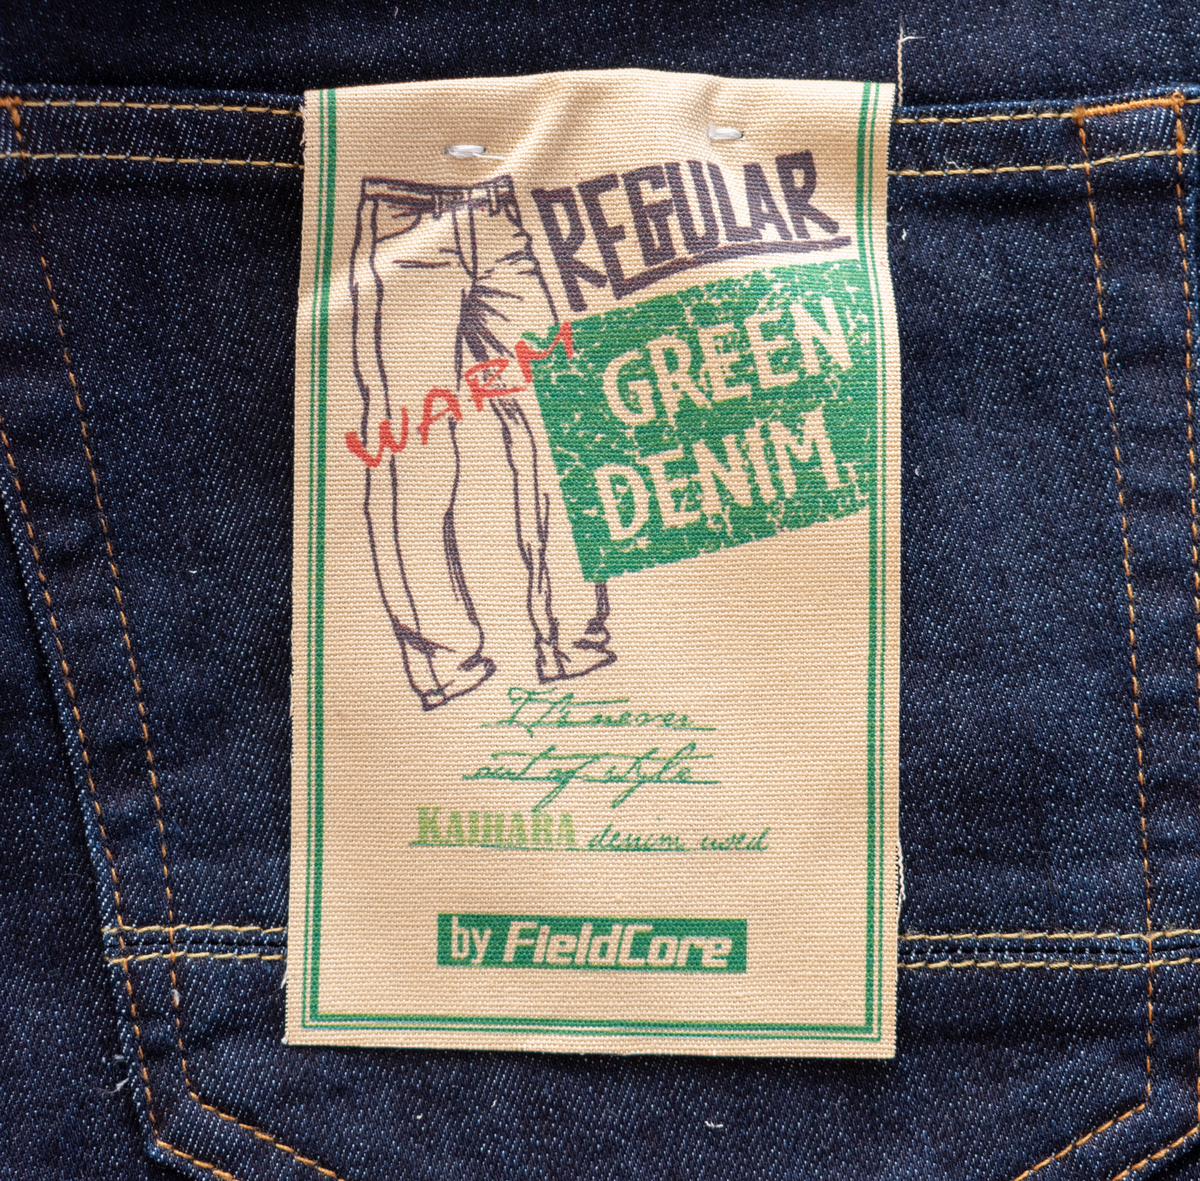 REGULAR
GREEN
DENIM
WARM
It's never
out of style
KAIHARA denim used
by FieldCore